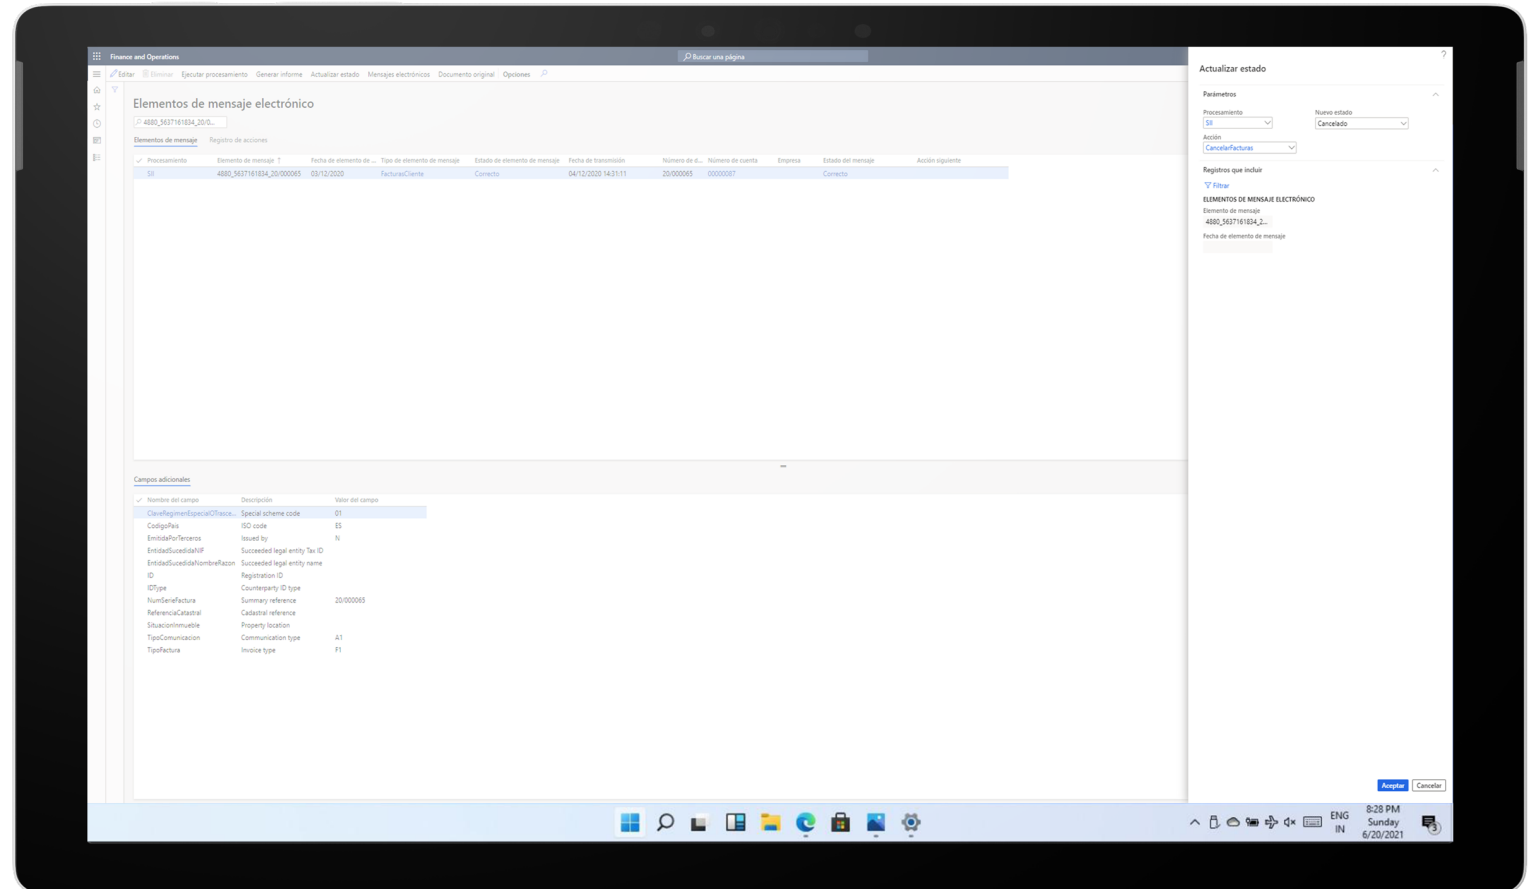 Finance and Operations
Buscar una página
?
Editar Eliminar Ejecutar procesamiento Generar informe Actualizar estado Mensajes electrónicos Documento original Opciones
Elementos de mensaje electrónico
4880_5637161834_20/0...
Elementos de mensaje Registro de acciones
Procesamiento Elemento de mensaje ↑ Fecha de elemento de ... Tipo de elemento de mensaje Estado de elemento de mensaje Fecha de transmisión Número de d... Número de cuenta Empresa Estado del mensaje Acción siguiente
SII 4880_5637161834_20/000065 03/12/2020 FacturasCliente Correcto 04/12/2020 14:31:11 20/000065 00000087 Correcto
Campos adicionales
Nombre del campo Descripción Valor del campo
ClaveRegimenEspecialOTrasce... Special scheme code 01
CodigoPais ISO code ES
EmitidaPorTerceros Issued by N
EntidadSucedidaNIF Succeeded legal entity Tax ID
EntidadSucedidaNombreRazon Succeeded legal entity name
ID Registration ID
IDType Counterparty ID type
NumSerieFactura Summary reference 20/000065
ReferenciaCatastral Cadastral reference
SituacionInmueble Property location
TipoComunicacion Communication type A1
TipoFactura Invoice type F1
Actualizar estado
Parámetros
Procesamiento Nuevo estado
SII Cancelado
Acción
CancelarFacturas
Registros que incluir
Filtrar
ELEMENTOS DE MENSAJE ELECTRÓNICO
Elemento de mensaje
4880_5637161834_2...
Fecha de elemento de mensaje
Aceptar Cancelar
ENG
IN
8:28 PM
Sunday
6/20/2021
3